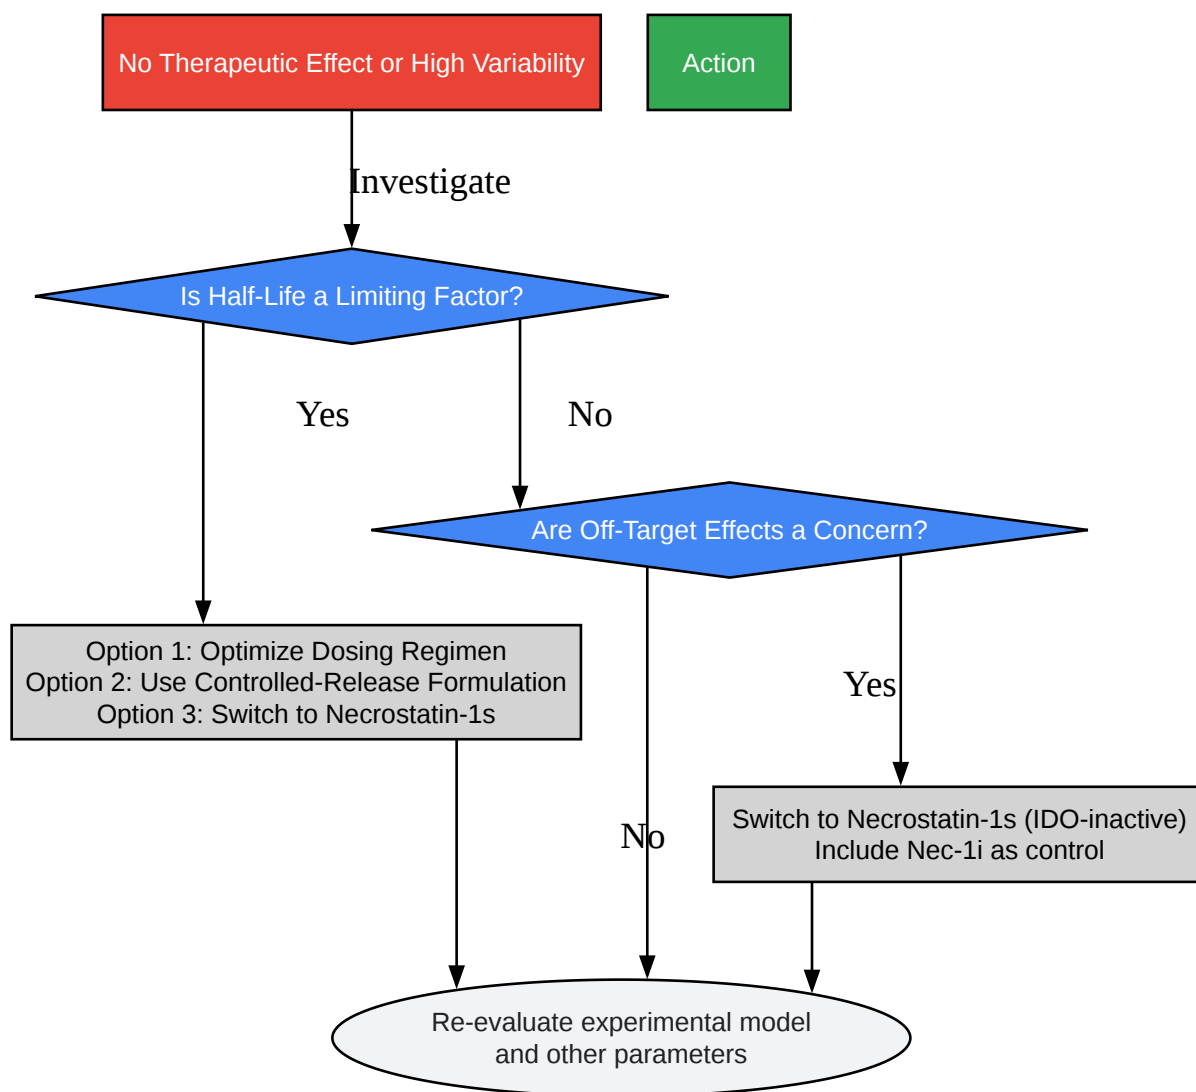 No Therapeutic Effect or High Variability
Action
Investigate
Is Half-Life a Limiting Factor?
Yes
No
Are Off-Target Effects a Concern?
Option 1: Optimize Dosing Regimen
Option 2: Use Controlled-Release Formulation
Option 3: Switch to Necrostatin-1s
Yes
No
Switch to Necrostatin-1s (IDO-inactive)
Include Nec-1i as control
Re-evaluate experimental model
and other parameters